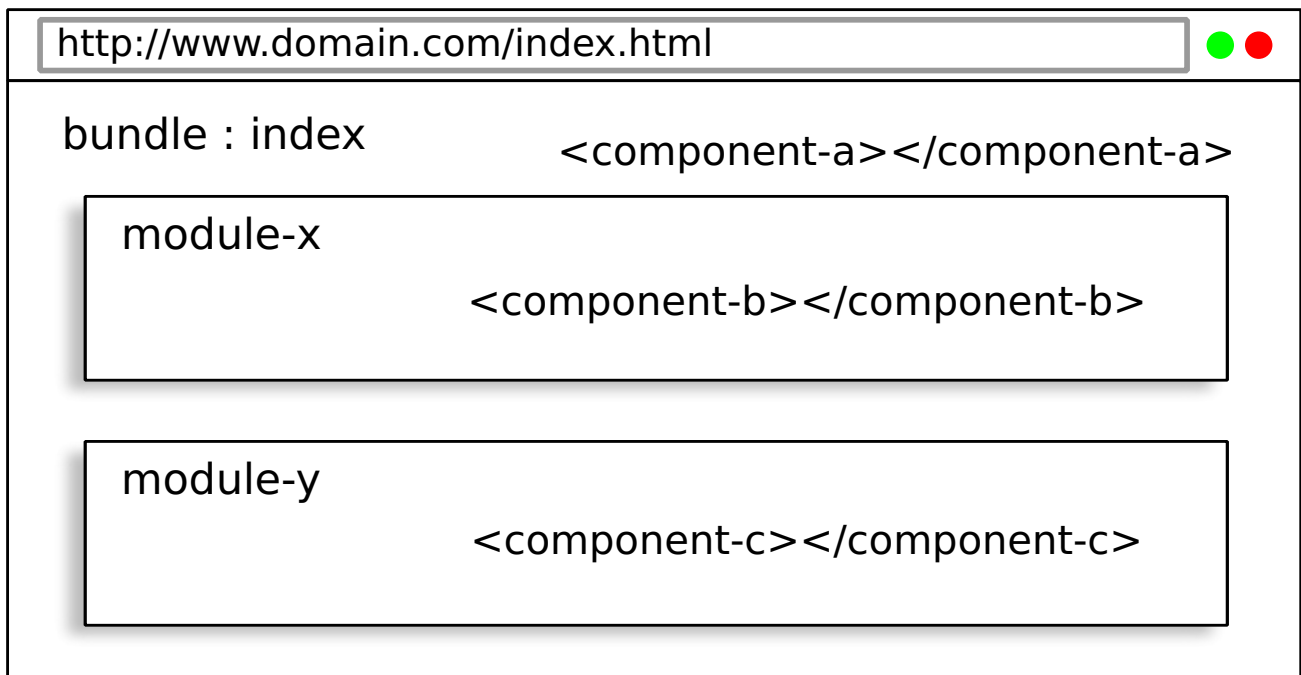 http://www.domain.com/index.html
bundle : index
<component-a></component-a>
module-x
<component-b></component-b>
module-y
<component-c></component-c>